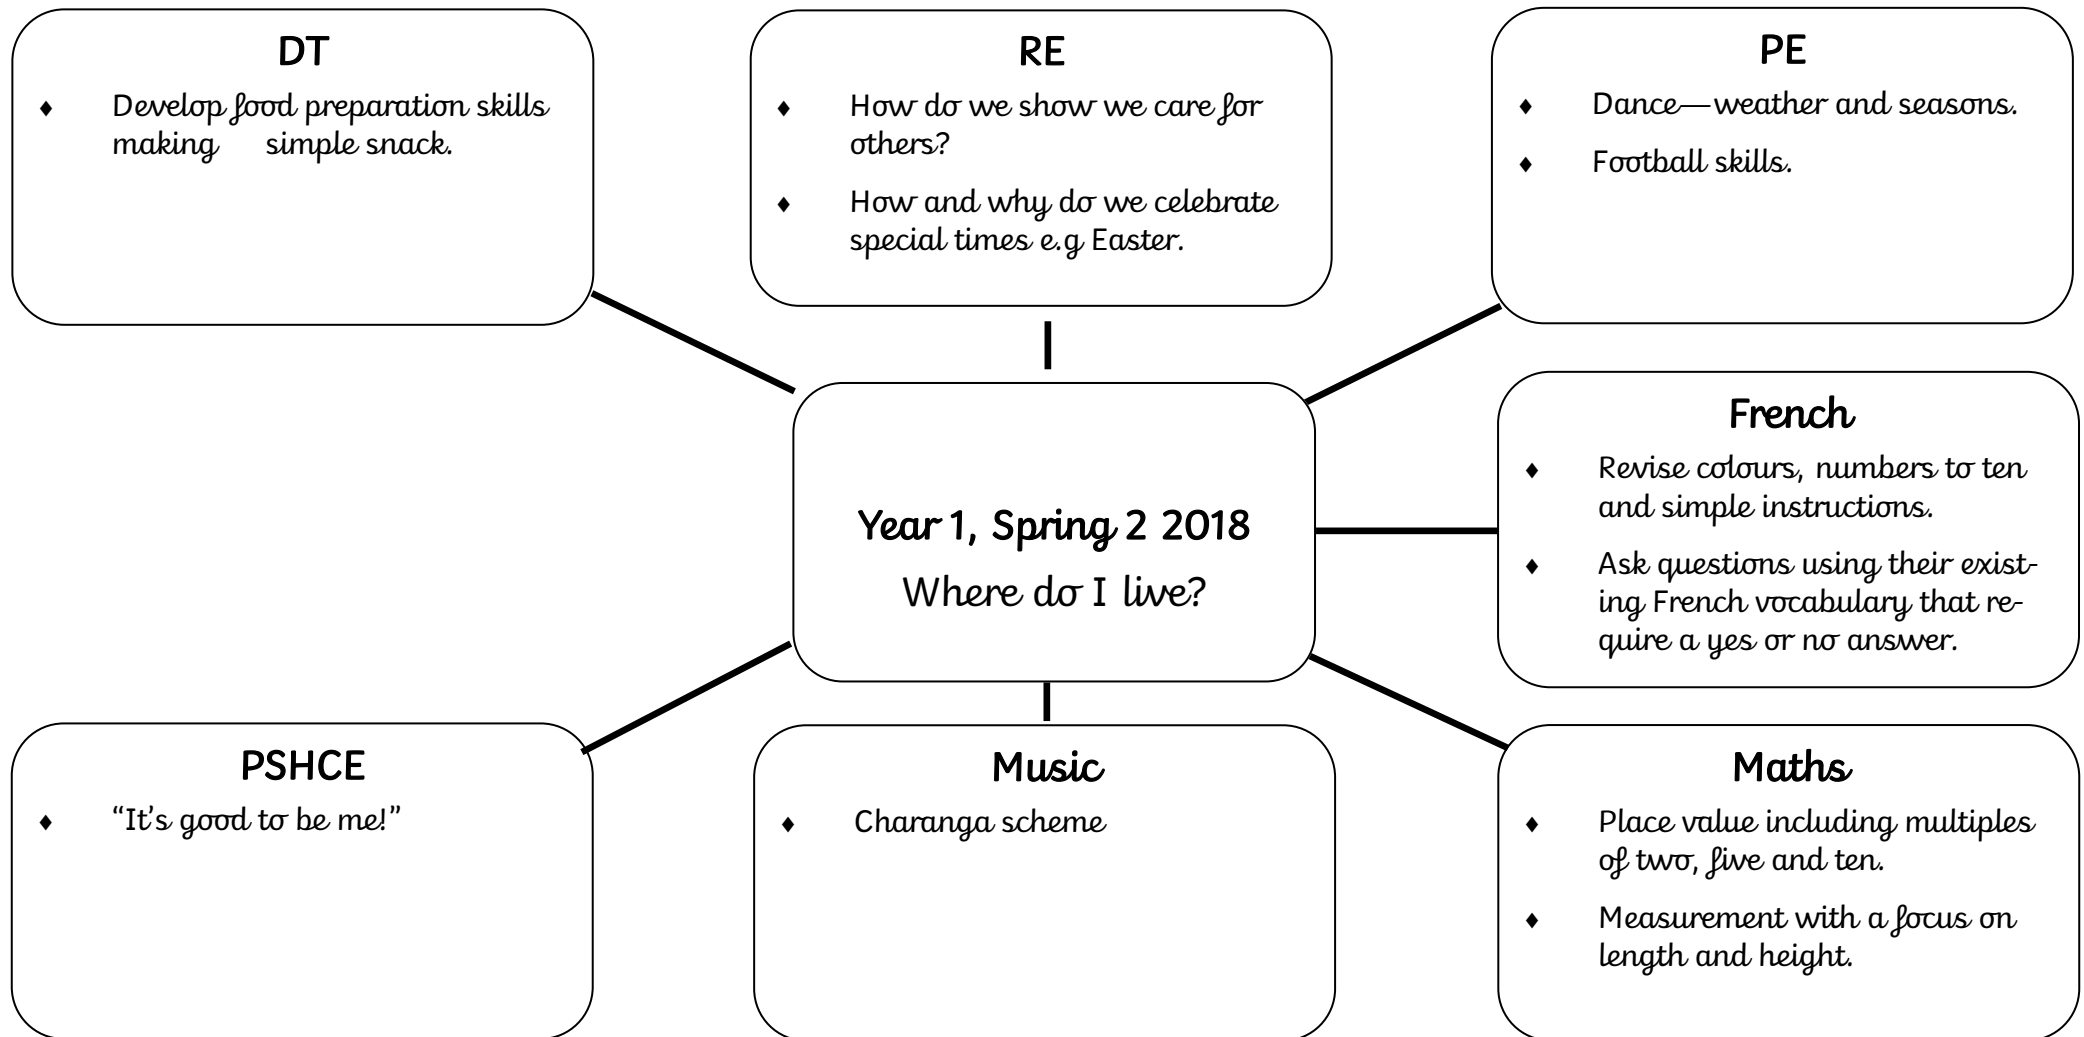 DT
Develop food preparation skills
making simple snack.
RE
How do we show we care for
others?
How and why do we celebrate
special times e.g Easter.
PE
Dance—weather and seasons.
Football skills.
French
Revise colours, numbers to ten
and simple instructions.
Ask questions using their exist-
ing French vocabulary that re-
quire a yes or no answer.
Year 1, Spring 2 2018
Where do I live?
PSHCE
“It’s good to be me!”
Music
Charanga scheme
Maths
Place value including multiples
of two, five and ten.
Measurement with a focus on
length and height.